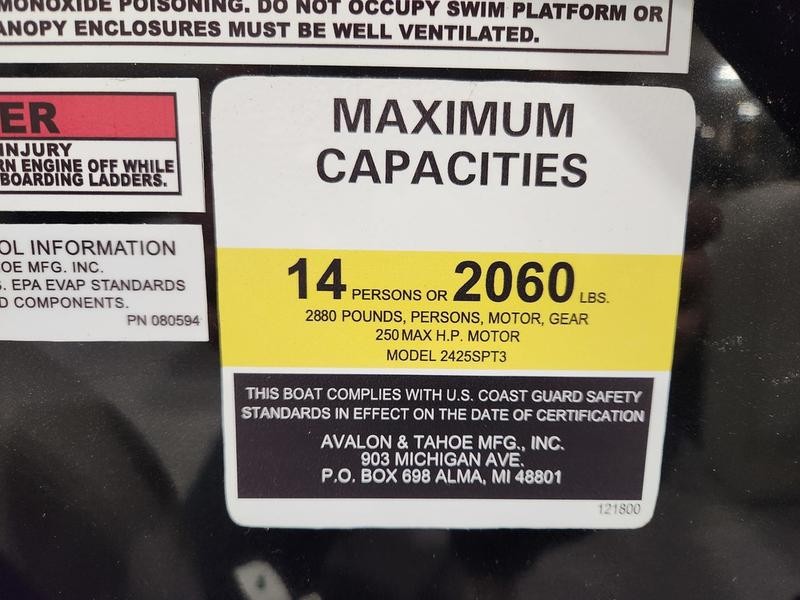 MONOXIDE POISONING. DO NOT OCCUPY SWIM PLATFORM OR
ANOPY ENCLOSURES MUST BE WELL VENTILATED.
ER
INJURY
RN ENGINE OFF WHILE
BOARDING LADDERS.
OL INFORMATION
OE MFG. INC.
S. EPA EVAP STANDARDS
D COMPONENTS.
PN 080594
MAXIMUM
CAPACITIES
14 PERSONS OR 2060 LBS.
2880 POUNDS, PERSONS, MOTOR, GEAR
250 MAX H.P. MOTOR
MODEL 2425SPT3
THIS BOAT COMPLIES WITH U.S. COAST GUARD SAFETY
STANDARDS IN EFFECT ON THE DATE OF CERTIFICATION
AVALON & TAHOE MFG., INC.
903 MICHIGAN AVE.
P.O. BOX 698 ALMA, MI 48801
121800